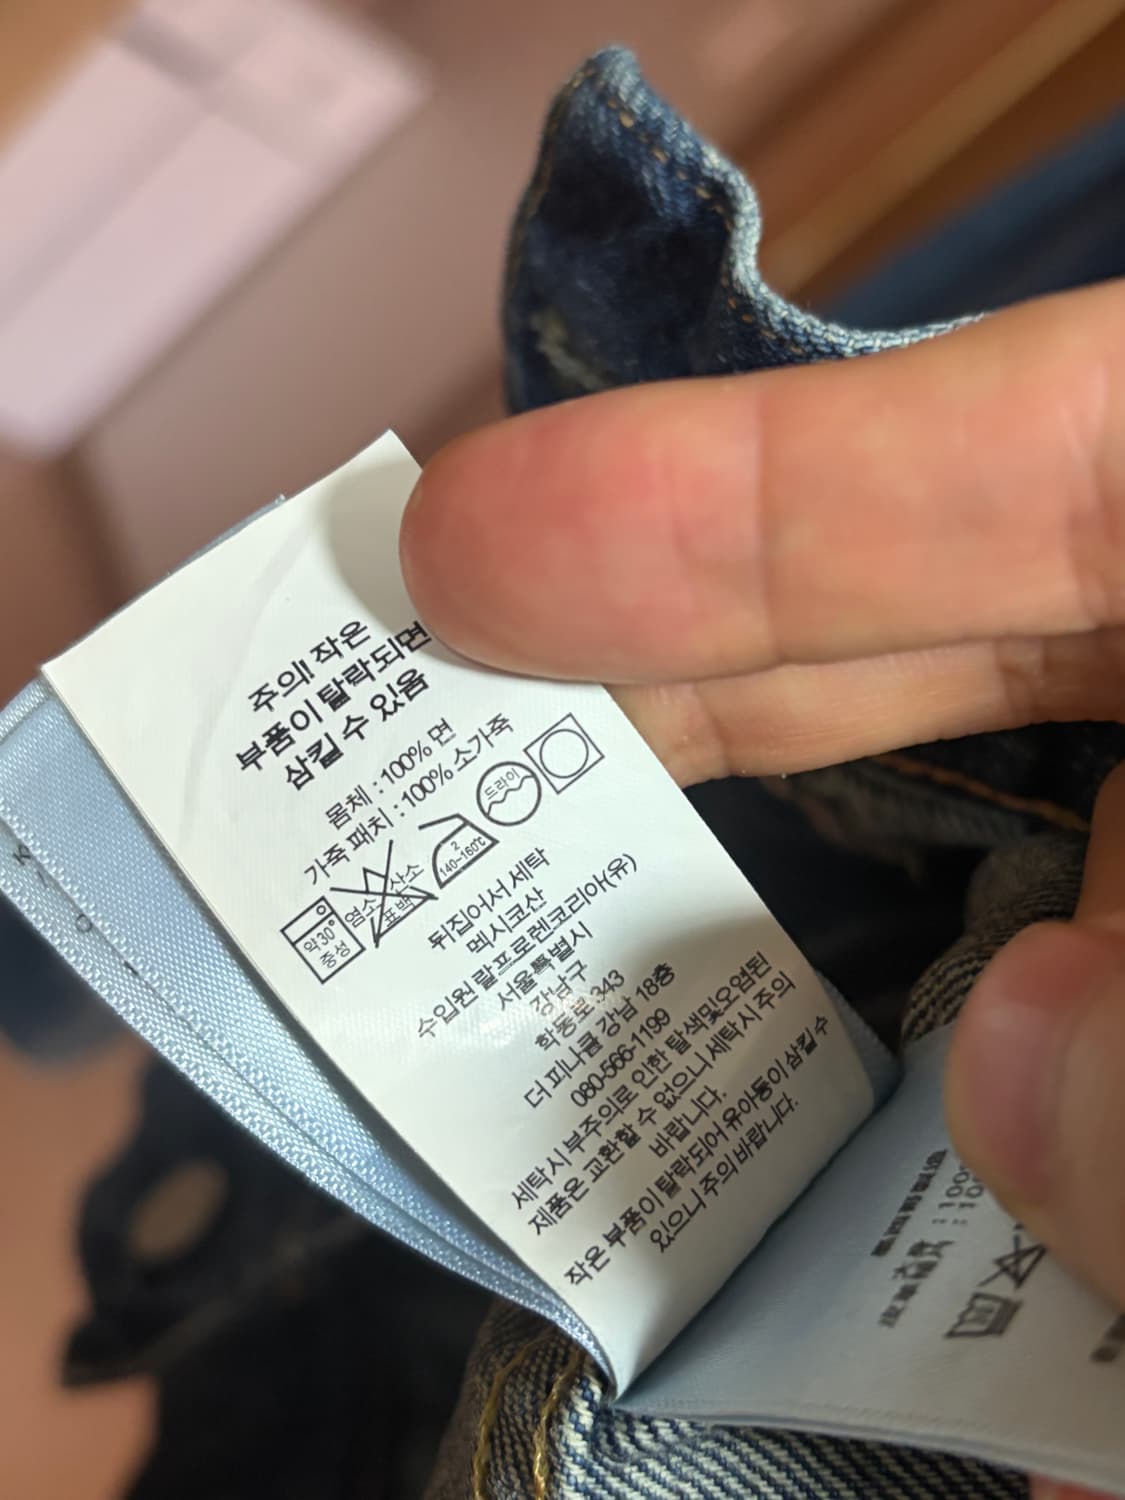 주의! 작은
부품이 탈락되면
삼킬 수 있음
몸체 : 100% 면
가죽 패치 : 100% 소가죽
약30°
중성
염소
산소
표백
2
140~160℃
드라이
뒤집어서 세탁
멕시코산
수입원 랄프로렌코리아(유)
서울특별시
강남구
학동로 343
더 피나클 강남 18층
080-566-1199
세탁시 부주의로 인한 탈색및오염된
제품은 교환할 수 없으니 세탁시 주의
바랍니다.
작은 부품이 탈락되어 유아동이 삼킬 수
있으니 주의 바랍니다.